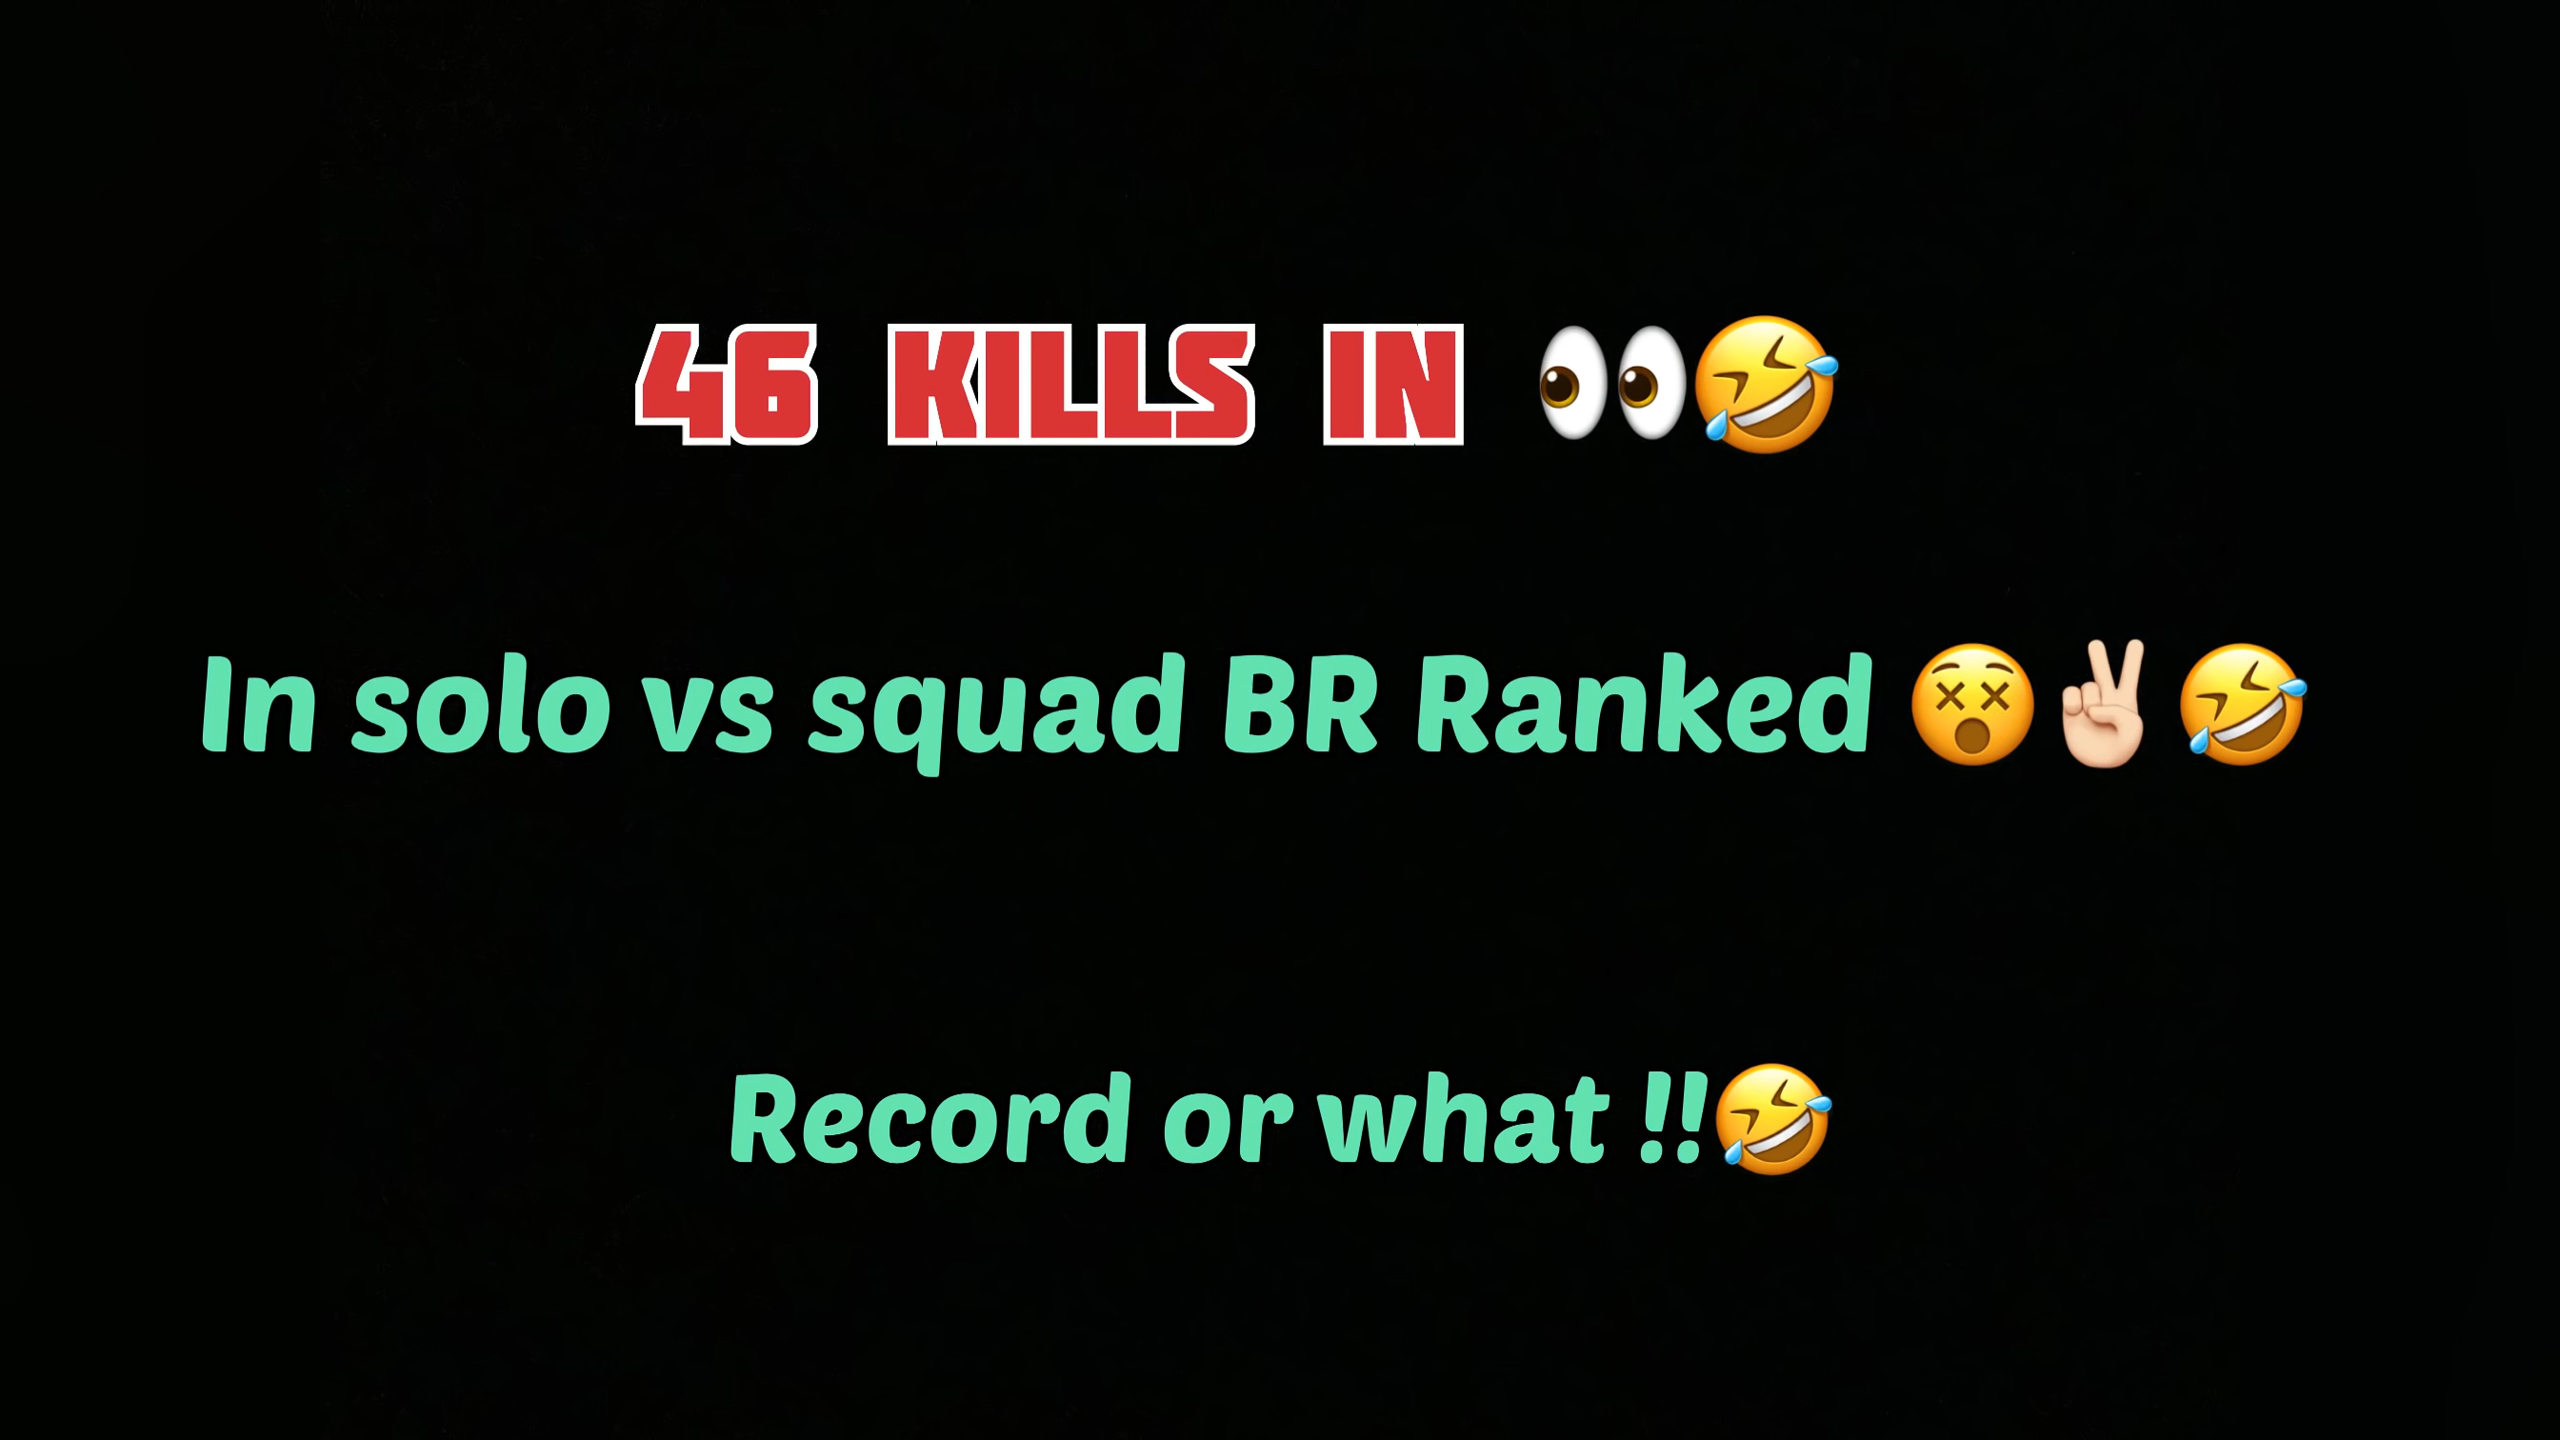 46 KILLS IN 👀🤣
In solo vs squad BR Ranked 😵✌🏻🤣
Record or what !!🤣